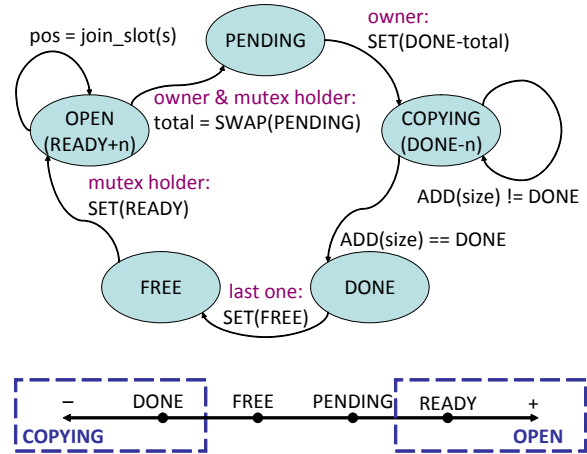 pos = join_slot(s)
PENDING
owner:
SET(DONE-total)
OPEN
(READY+n)
owner & mutex holder:
total = SWAP(PENDING)
COPYING
(DONE-n)
mutex holder:
SET(READY)
ADD(size) != DONE
ADD(size) == DONE
FREE
last one:
SET(FREE)
DONE
– DONE FREE PENDING READY +
COPYING OPEN